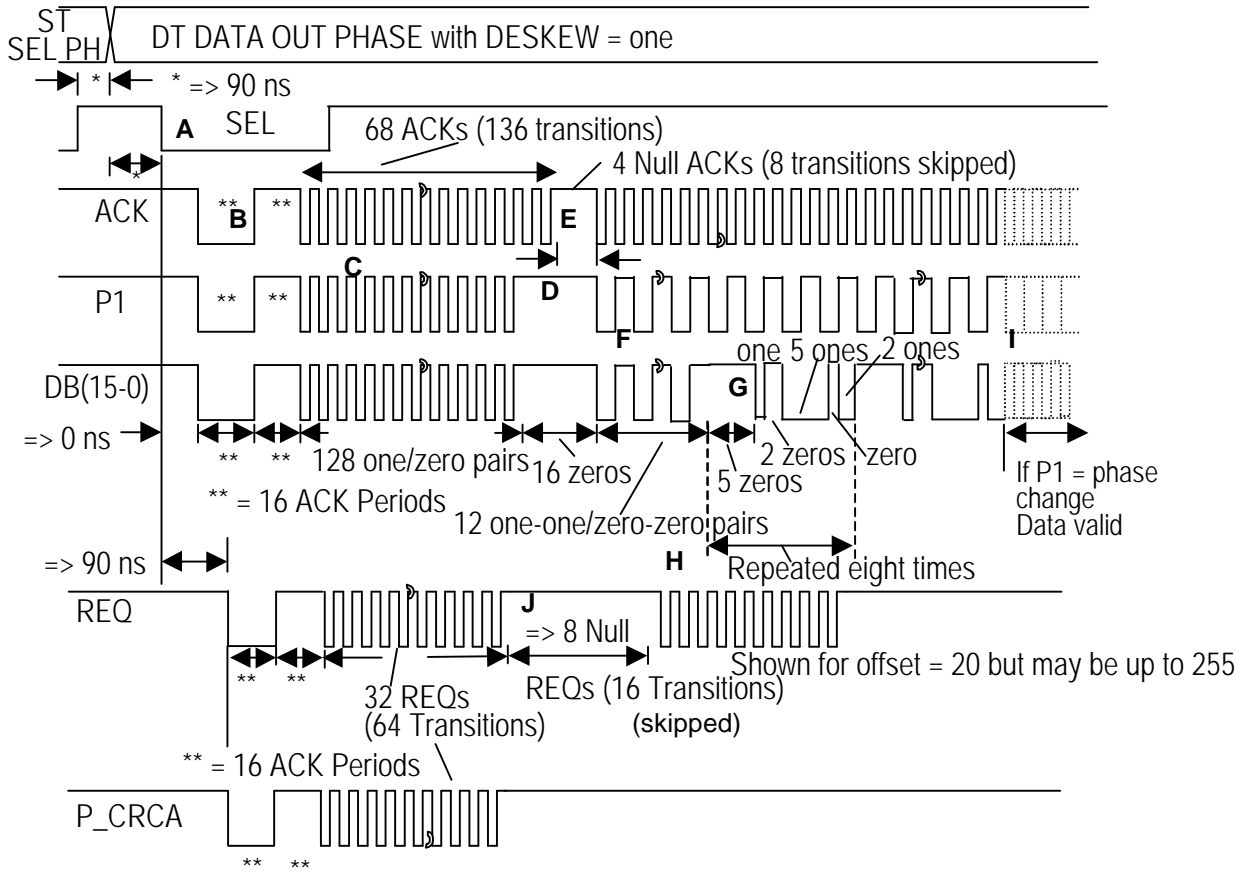 ST
SEL PH
DT DATA OUT PHASE with DESKEW = one
*
* => 90 ns
A
SEL
68 ACKs (136 transitions)
*
4 Null ACKs (8 transitions skipped)
ACK
**
B
**
E
C
P1
**
**
D
F
I
one 5 ones
2 ones
DB(15-0)
G
=> 0 ns
**
**
128 one/zero pairs
16 zeros
5 zeros
2 zeros
zero
** = 16 ACK Periods
12 one-one/zero-zero pairs
If P1 = phase
change
Data valid
=> 90 ns
H
Repeated eight times
REQ
J
=> 8 Null
**
**
32 REQs
(64 Transitions)
REQs (16 Transitions)
(skipped)
Shown for offset = 20 but may be up to 255
** = 16 ACK Periods
P_CRCA
**
**